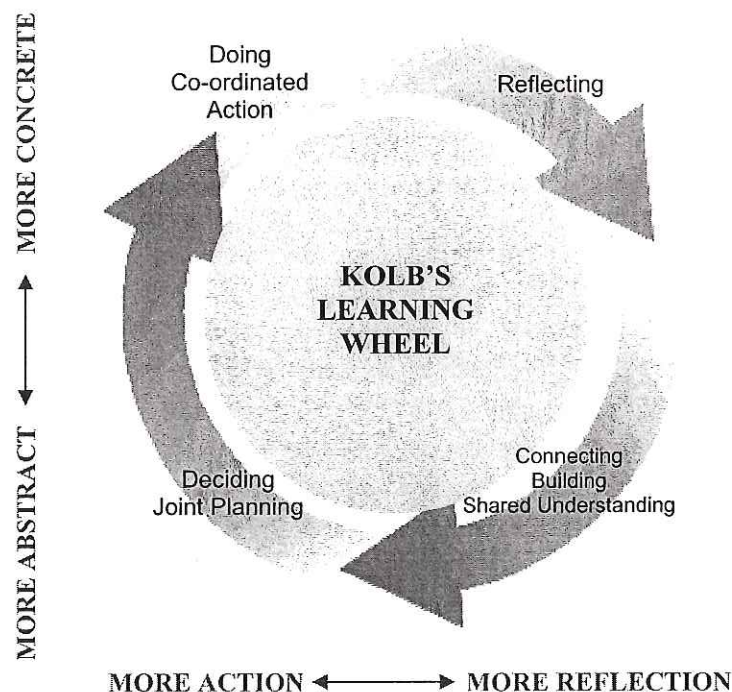 Doing
Co-ordinated
Action
Reflecting
KOLB'S
LEARNING
WHEEL
Connecting
Building
Shared Understanding
Deciding
Joint Planning
MORE CONCRETE
MORE ABSTRACT
MORE ACTION
MORE REFLECTION